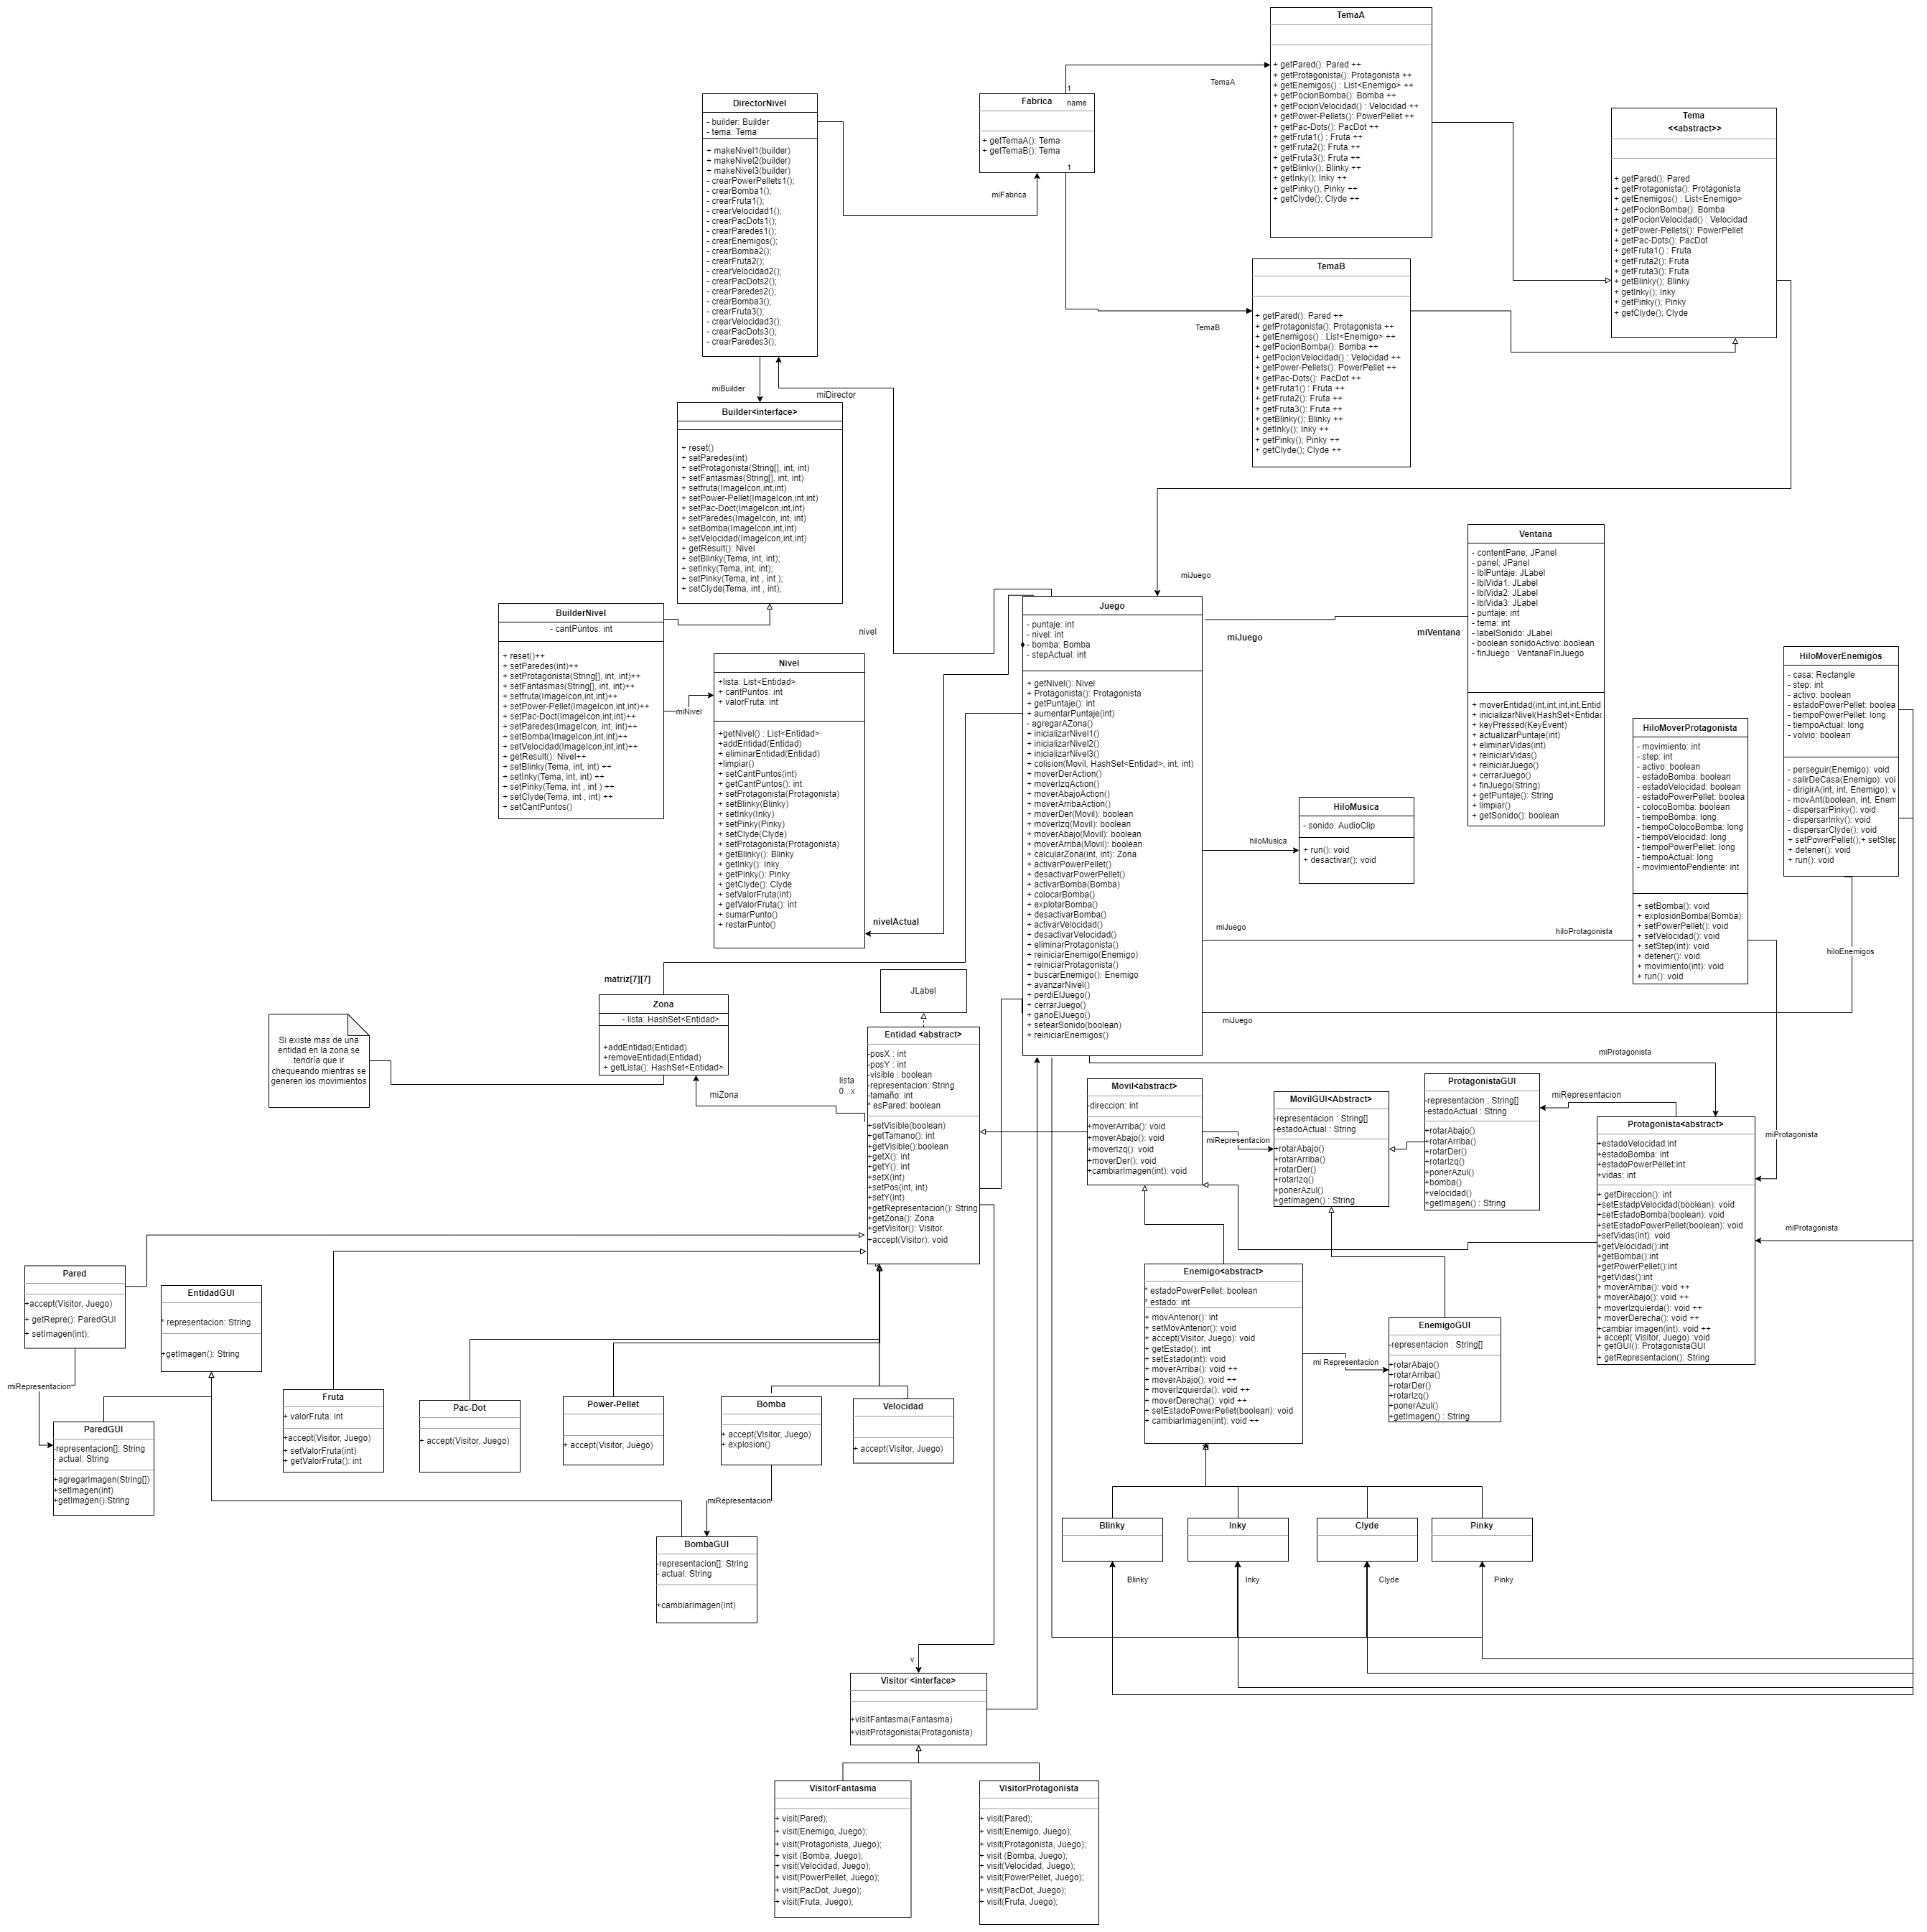 TemaA
+ getPared(): Pared ++
+ getProtagonista(): Protagonista ++
+ getEnemigos() : List<Enemigo> ++
+ getPocionBomba(): Bomba ++
+ getPocionVelocidad() : Velocidad ++
+ getPower-Pellets(): PowerPellet ++
+ getPac-Dots(): PacDot ++
+ getFruta1() : Fruta ++
+ getFruta2(): Fruta ++
+ getFruta3(): Fruta ++
+ getBlinky(); Blinky ++
+ getInky(); Inky ++
+ getPinky(); Pinky ++
+ getClyde(); Clyde ++
TemaA
DirectorNivel
- builder: Builder
- tema: Tema
+ makeNivel1(builder)
+ makeNivel2(builder)
+ makeNivel3(builder)
- crearPowerPellets1();
- crearBomba1();
- crearFruta1();
- crearVelocidad1();
- crearPacDots1();
- crearParedes1();
- crearEnemigos();
- crearBomba2();
- crearFruta2();
- crearVelocidad2();
- crearPacDots2();
- crearParedes2();
- crearBomba3();
- crearFruta3();
- crearVelocidad3();
- crearPacDots3();
- crearParedes3();
1
Fabrica
name
+ getTemaA(): Tema
+ getTemaB(): Tema
1
miFabrica
Tema
<<abstract>>
+ getPared(): Pared
+ getProtagonista(): Protagonista
+ getEnemigos() : List<Enemigo>
+ getPocionBomba(): Bomba
+ getPocionVelocidad() : Velocidad
+ getPower-Pellets(): PowerPellet
+ getPac-Dots(): PacDot
+ getFruta1() : Fruta
+ getFruta2(): Fruta
+ getFruta3(): Fruta
+ getBlinky(); Blinky
+ getInky(); Inky
+ getPinky(); Pinky
+ getClyde(); Clyde
TemaB
+ getPared(): Pared ++
+ getProtagonista(): Protagonista ++
+ getEnemigos() : List<Enemigo> ++
+ getPocionBomba(): Bomba ++
+ getPocionVelocidad() : Velocidad ++
+ getPower-Pellets(): PowerPellet ++
+ getPac-Dots(): PacDot ++
+ getFruta1() : Fruta ++
+ getFruta2(): Fruta ++
+ getFruta3(): Fruta ++
+ getBlinky(); Blinky ++
+ getInky(); Inky ++
+ getPinky(); Pinky ++
+ getClyde(); Clyde ++
TemaB
miBuilder
miDirector
Builder<interface>
+ reset()
+ setParedes(int)
+ setProtagonista(String[], int, int)
+ setFantasmas(String[], int, int)
+ setfruta(ImageIcon,int,int)
+ setPower-Pellet(ImageIcon,int,int)
+ setPac-Doct(ImageIcon,int,int)
+ setParedes(ImageIcon, int, int)
+ setBomba(ImageIcon,int,int)
+ setVelocidad(ImageIcon,int,int)
+ getResult(): Nivel
+ setBlinky(Tema, int, int);
+ setInky(Tema, int, int);
+ setPinky(Tema, int , int );
+ setClyde(Tema, int , int);
BuilderNivel
- cantPuntos: int
+ reset()++
+ setParedes(int)++
+ setProtagonista(String[], int, int)++
+ setFantasmas(String[], int, int)++
+ setfruta(ImageIcon,int,int)++
+ setPower-Pellet(ImageIcon,int,int)++
+ setPac-Doct(ImageIcon,int,int)++
+ setParedes(ImageIcon, int, int)++
+ setBomba(ImageIcon,int,int)++
+ setVelocidad(ImageIcon,int,int)++
+ getResult(): Nivel++
+ setBlinky(Tema, int, int) ++
+ setInky(Tema, int, int) ++
+ setPinky(Tema, int , int ) ++
+ setClyde(Tema, int , int) ++
+ setCantPuntos()
miNivel
nivel
Nivel
+lista: List<Entidad>
+ cantPuntos: int
+ valorFruta: int
+getNivel() : List<Entidad>
+addEntidad(Entidad)
+ eliminarEntidad(Entidad)
+limpiar()
+ setCantPuntos(int)
+ getCantPuntos(): int
+ setProtagonista(Protagonista)
+ setBlinky(Blinky)
+ setInky(Inky)
+ setPinky(Pinky)
+ setClyde(Clyde)
+ setProtagonista(Protagonista)
+ getBlinky(): Blinky
+ getInky(): Inky
+ getPinky(): Pinky
+ getClyde(): Clyde
+ setValorFruta(int)
+ getValorFruta(): int
+ sumarPunto()
+ restarPunto()
nivelActual
miJuego
Juego
- puntaje: int
- nivel: int
- bomba: Bomba
- stepActual: int
+ getNivel(): Nivel
+ Protagonista(): Protagonista
+ getPuntaje(): int
+ aumentarPuntaje(int)
- agregarAZona()
+ inicializarNivel1()
+ inicializarNivel2()
+ inicializarNivel3()
+ colision(Movil, HashSet<Entidad>, int, int)
+ moverDerAction()
+ moverIzqAction()
+ moverAbajoAction()
+ moverArribaAction()
+ moverDer(Movil): boolean
+ moverIzq(Movil): boolean
+ moverAbajo(Movil): boolean
+ moverArriba(Movil): boolean
+ calcularZona(int, int): Zona
+ activarPowerPellet()
+ desactivarPowerPellet()
+ activarBomba(Bomba)
+ colocarBomba()
+ explotarBomba()
+ desactivarBomba()
+ activarVelocidad()
+ desactivarVelocidad()
+ eliminarProtagonista()
+ reiniciarEnemigo(Enemigo)
+ reiniciarProtagonista()
+ buscarEnemigo(): Enemigo
+ avanzarNivel()
+ perdiElJuego()
+ cerrarJuego()
+ ganoElJuego()
+ setearSonido(boolean)
+ reiniciarEnemigos()
miJuego
miVentana
Ventana
- contentPane; JPanel
- panel; JPanel
- lblPuntaje: JLabel
- lblVida1: JLabel
- lblVida2: JLabel
- lblVida3: JLabel
- puntaje: int
- tema: int
- labelSonido: JLabel
- boolean sonidoActivo: boolean
- finJuego : VentanaFinJuego
+ moverEntidad(int,int,int,int,Entid
+ inicializarNivel(HashSet<Entidad
+ keyPressed(KeyEvent)
+ actualizarPuntaje(int)
+ eliminarVidas(int)
+ reiniciarVidas()
+ reiniciarJuego()
+ cerrarJuego()
+ finJuego(String)
+ getPuntaje(): String
+ limpiar()
+ getSonido(): boolean
hiloMusica
HiloMusica
- sonido: AudioClip
+ run(): void
+ desactivar(): void
HiloMoverProtagonista
- movimiento: int
- step: int
- activo: boolean
- estadoBomba: boolean
- estadoVelocidad: boolean
- estadoPowerPellet: boolea
- colocoBomba: boolean
- tiempoBomba: long
- tiempoColocoBomba: long
- tiempoVelocidad: long
- tiempoPowerPellet: long
- tiempoActual: long
- movimientoPendiente: int
+ setBomba(): void
+ explosionBomba(Bomba):
+ setPowerPellet(): void
+ setVelocidad(): void
+ setStep(int): void
+ detener(): void
+ movimiento(int): void
+ run(): void
HiloMoverEnemigos
- casa: Rectangle
- step: int
- activo: boolean
- estadoPowerPellet: boolea
- tiempoPowerPellet: long
- tiempoActual: long
- volvio: boolean
- perseguir(Enemigo): void
- salirDeCasa(Enemigo): voi
- dirigirA(int, int, Enemigo): v
- movAnt(boolean, int, Enem
- dispersarPinky(): void
- dispersarInky(): void
- dispersarClyde(): void
+ setPowerPellet();+ setStep
+ detener(): void
+ run(): void
miJuego
hiloProtagonista
hiloEnemigos
miJuego
matriz[7][7]
Zona
- lista: HashSet<Entidad>
+addEntidad(Entidad)
+removeEntidad(Entidad)
+ getLista(): HashSet<Entidad>
Si existe mas de una
entidad en la zona se
tendría que ir
chequeando mientras se
generen los movimientos
miZona
lista
0...x
JLabel
Entidad <abstract>
-posX : int
-posY : int
-visible : boolean
-representacion: String
-tamaño: int
* esPared: boolean
+setVisible(boolean)
+getTamano(): int
+getVisible():boolean
+getX(): int
+getY(): int
+setX(int)
+setPos(int, int)
+setY(int)
+getRepresentacion(): String
+getZona(): Zona
+getVisitor(): Visitor
+accept(Visitor): void
Movil<abstract>
-direccion: int
+moverArriba(): void
+moverAbajo(): void
+moverIzq(): void
+moverDer(): void
+cambiarImagen(int): void
miRepresentacion
MovilGUI<Abstract>
-representacion : String[]
-estadoActual : String
+rotarAbajo()
+rotarArriba()
+rotarDer()
+rotarIzq()
+ponerAzul()
+getImagen() : String
ProtagonistaGUI
-representacion : String[]
-estadoActual : String
+rotarAbajo()
+rotarArriba()
+rotarDer()
+rotarIzq()
+ponerAzul()
+bomba()
+velocidad()
+getImagen() : String
miRepresentacion
miProtagonista
miProtagonista
miProtagonista
Protagonista<abstract>
+estadoVelocidad:int
+estadoBomba: int
+estadoPowerPellet:int
+vidas: int
+ getDireccion(): int
+setEstadpVelocidad(boolean): void
+setEstadoBomba(boolean): void
+setEstadoPowerPellet(boolean): void
+setVidas(int): void
+getVelocidad():int
+getBomba():int
+getPowerPellet():int
+getVidas():int
+ moverArriba(): void ++
+ moverAbajo(): void ++
+ moverIzquierda(): void ++
+ moverDerecha(): void ++
+cambiar imagen(int): void ++
+ accept( Visitor, Juego) :void
+ getGUI(): ProtagonistaGUI
+ getRepresentacion(): String
Enemigo<abstract>
* estadoPowerPellet: boolean
* estado: int
+ movAnterior(): int
+ setMovAnterior(): void
+ accept(Visitor, Juego): void
+ getEstado(): int
+ setEstado(int): void
+ moverArriba(): void ++
+ moverAbajo(): void ++
+ moverIzquierda(): void ++
+ moverDerecha(): void ++
+ setEstadoPowerPellet(boolean): void
+ cambiarImagen(int): void ++
mi Representacion
EnemigoGUI
-representacion : String[]
+rotarAbajo()
+rotarArriba()
+rotarDer()
+rotarIzq()
+ponerAzul()
+getImagen() : String
Pared
+accept(Visitor, Juego)
+ getRepre(): ParedGUI
+ setImagen(int);
miRepresentacion
EntidadGUI
* representacion: String
+getImagen(): String
ParedGUI
-representacion[]: String
- actual: String
+agregarImagen(String[])
+setImagen(int)
+getImagen():String
Fruta
+ valorFruta: int
+accept(Visitor, Juego)
+ setValorFruta(int)
+ getValorFruta(): int
Pac-Dot
+ accept(Visitor, Juego)
Power-Pellet
+ accept(Visitor, Juego)
Bomba
+ accept(Visitor, Juego)
+ explosion()
Velocidad
+ accept(Visitor, Juego)
miRepresentacion
BombaGUI
-representacion[]: String
- actual: String
+cambiarImagen(int)
Blinky
Inky
Clyde
Pinky
Blinky
Inky
Clyde
Pinky
v
Visitor <interface>
+visitFantasma(Fantasma)
+visitProtagonista(Protagonista)
VisitorFantasma
+ visit(Pared);
+ visit(Enemigo, Juego);
+ visit(Protagonista, Juego);
+ visit (Bomba, Juego);
+ visit(Velocidad, Juego);
+ visit(PowerPellet, Juego);
+ visit(PacDot, Juego);
+ visit(Fruta, Juego);
VisitorProtagonista
+ visit(Pared);
+ visit(Enemigo, Juego);
+ visit(Protagonista, Juego);
+ visit (Bomba, Juego);
+ visit(Velocidad, Juego);
+ visit(PowerPellet, Juego);
+ visit(PacDot, Juego);
+ visit(Fruta, Juego);